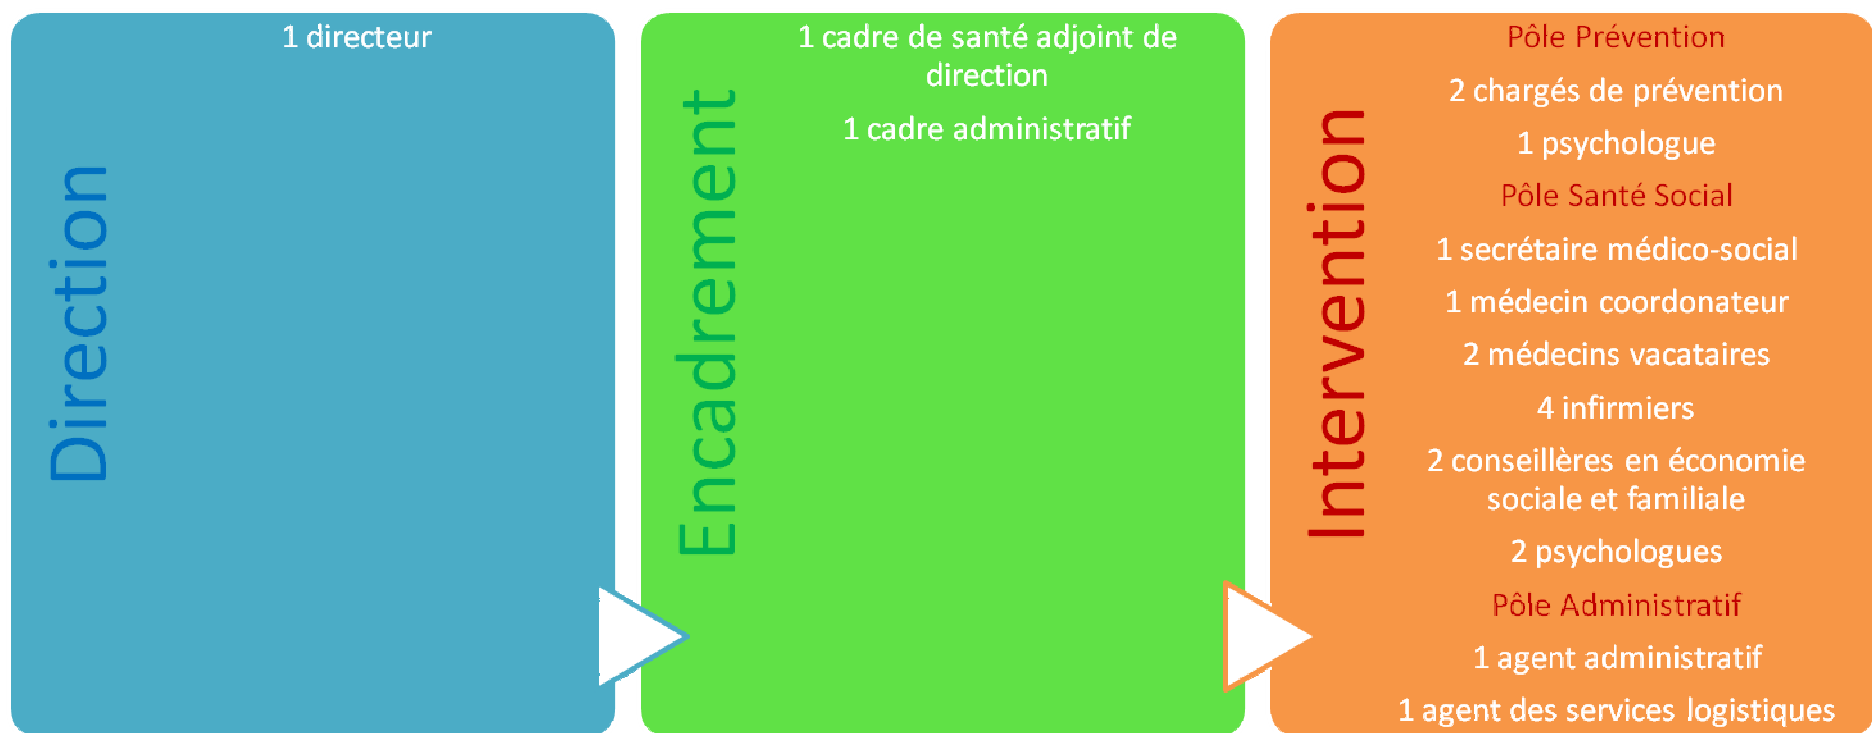 Direction
1 directeur
Encadrement
1 cadre de santé adjoint de
direction
1 cadre administratif
Intervention
Pôle Prévention
2 chargés de prévention
1 psychologue
Pôle Santé Social
1 secrétaire médico-social
1 médecin coordonateur
2 médecins vacataires
4 infirmiers
2 conseillères en économie
sociale et familiale
2 psychologues
Pôle Administratif
1 agent administratif
1 agent des services logistiques